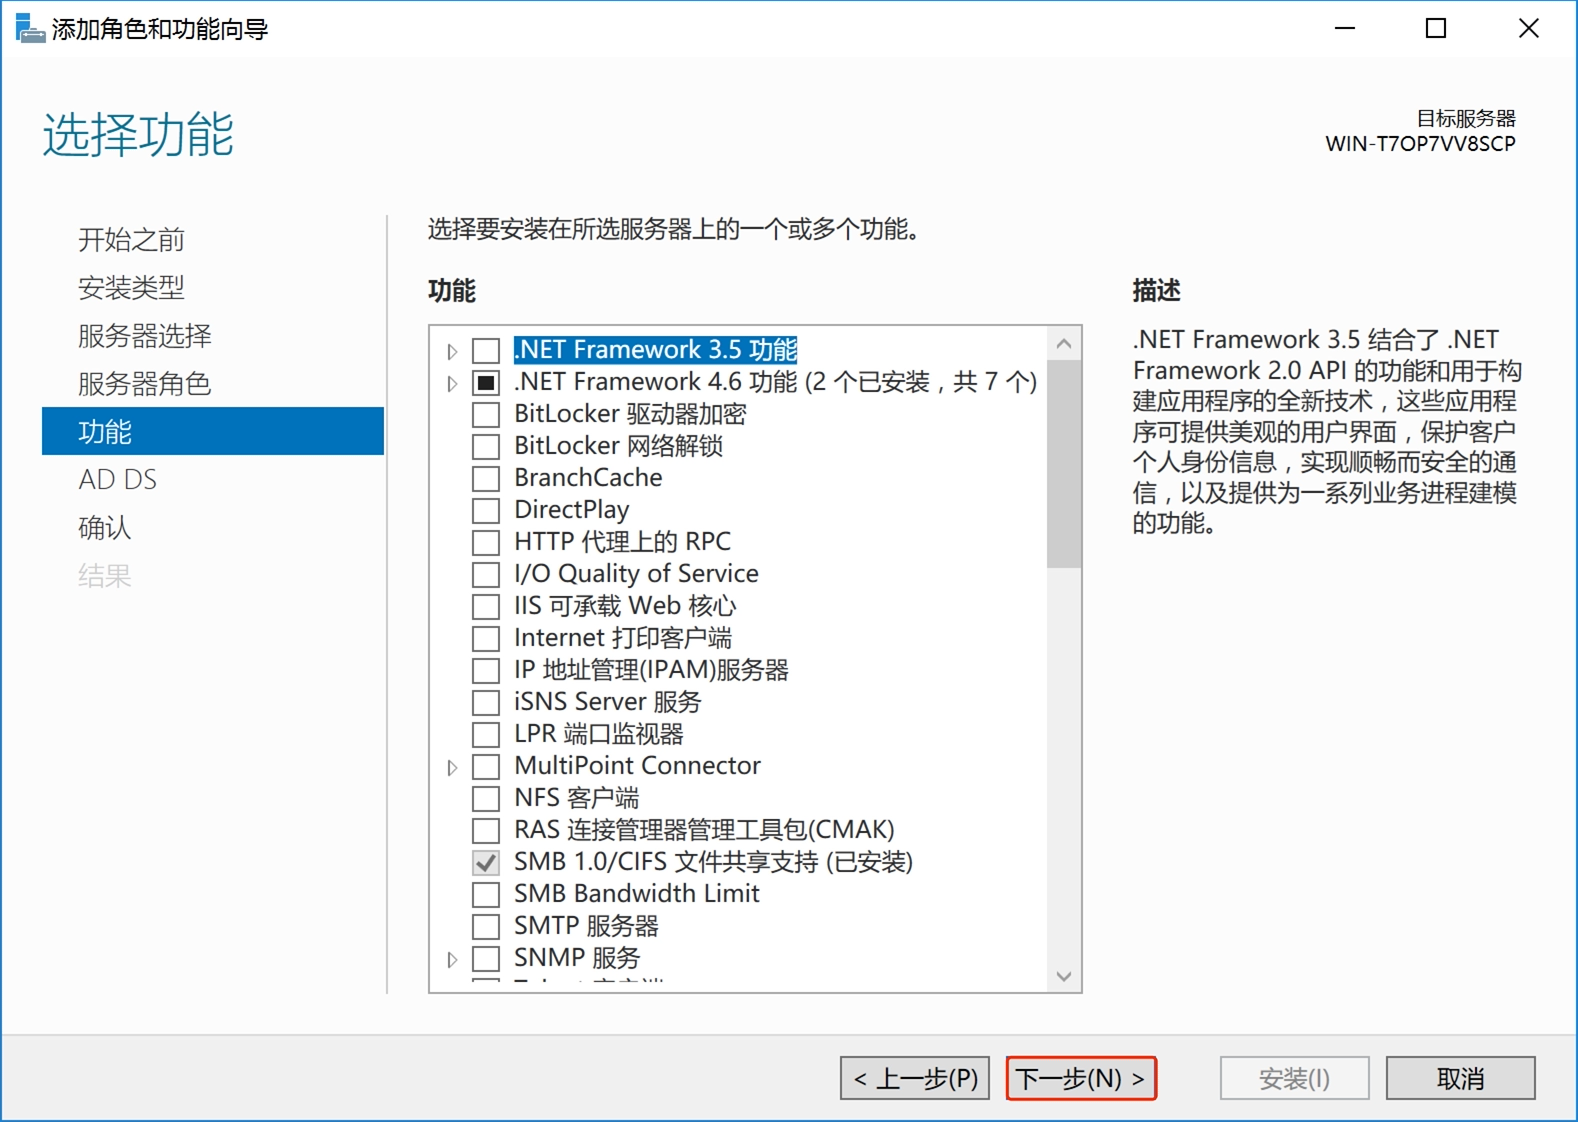 添加角色和功能向导
选择功能
目标服务器
WIN-T7OP7VV8SCP
开始之前
安装类型
服务器选择
服务器角色
功能
AD DS
确认
结果
选择要安装在所选服务器上的一个或多个功能。
功能
.NET Framework 3.5 功能
.NET Framework 4.6 功能 (2 个已安装，共 7 个)
BitLocker 驱动器加密
BitLocker 网络解锁
BranchCache
DirectPlay
HTTP 代理上的 RPC
I/O Quality of Service
IIS 可承载 Web 核心
Internet 打印客户端
IP 地址管理(IPAM)服务器
iSNS Server 服务
LPR 端口监视器
MultiPoint Connector
NFS 客户端
RAS 连接管理器管理工具包(CMAK)
SMB 1.0/CIFS 文件共享支持 (已安装)
SMB Bandwidth Limit
SMTP 服务器
SNMP 服务
描述
.NET Framework 3.5 结合了 .NET
Framework 2.0 API 的功能和用于构
建应用程序的全新技术，这些应用程
序可提供美观的用户界面，保护客户
个人身份信息，实现顺畅而安全的通
信，以及提供为一系列业务进程建模
的功能。
< 上一步(P)
下一步(N) >
安装(I)
取消